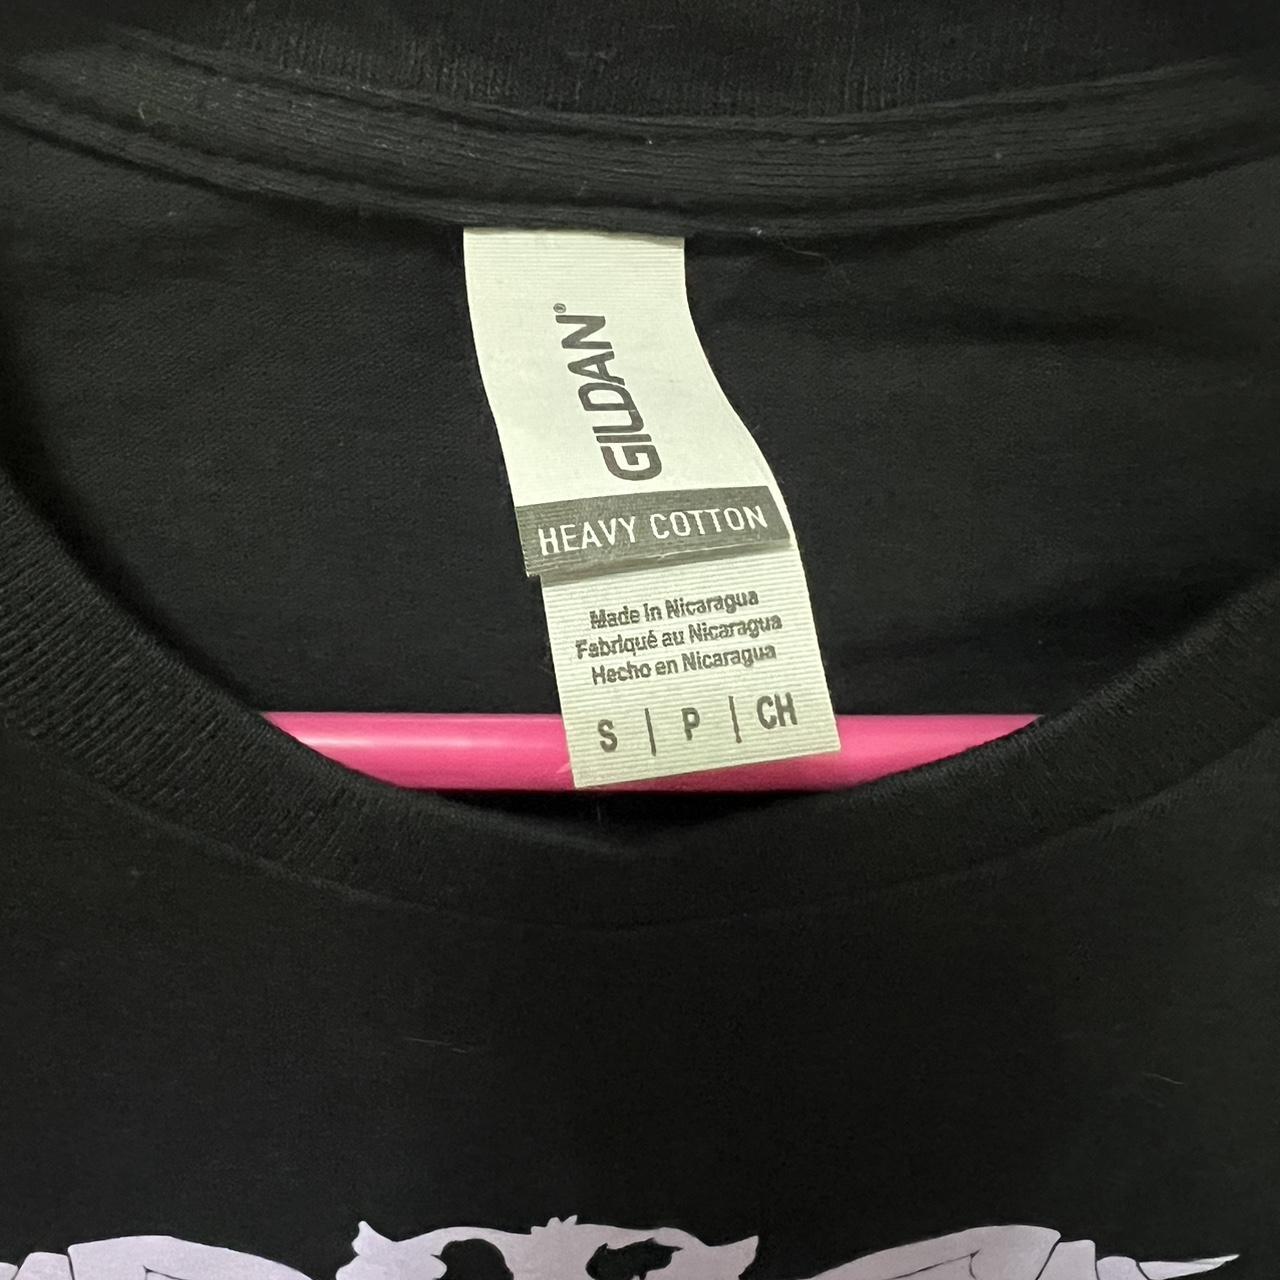 GILDAN®
HEAVY COTTON
Made in Nicaragua
Fabriqué au Nicaragua
Hecho en Nicaragua
S | P | CH